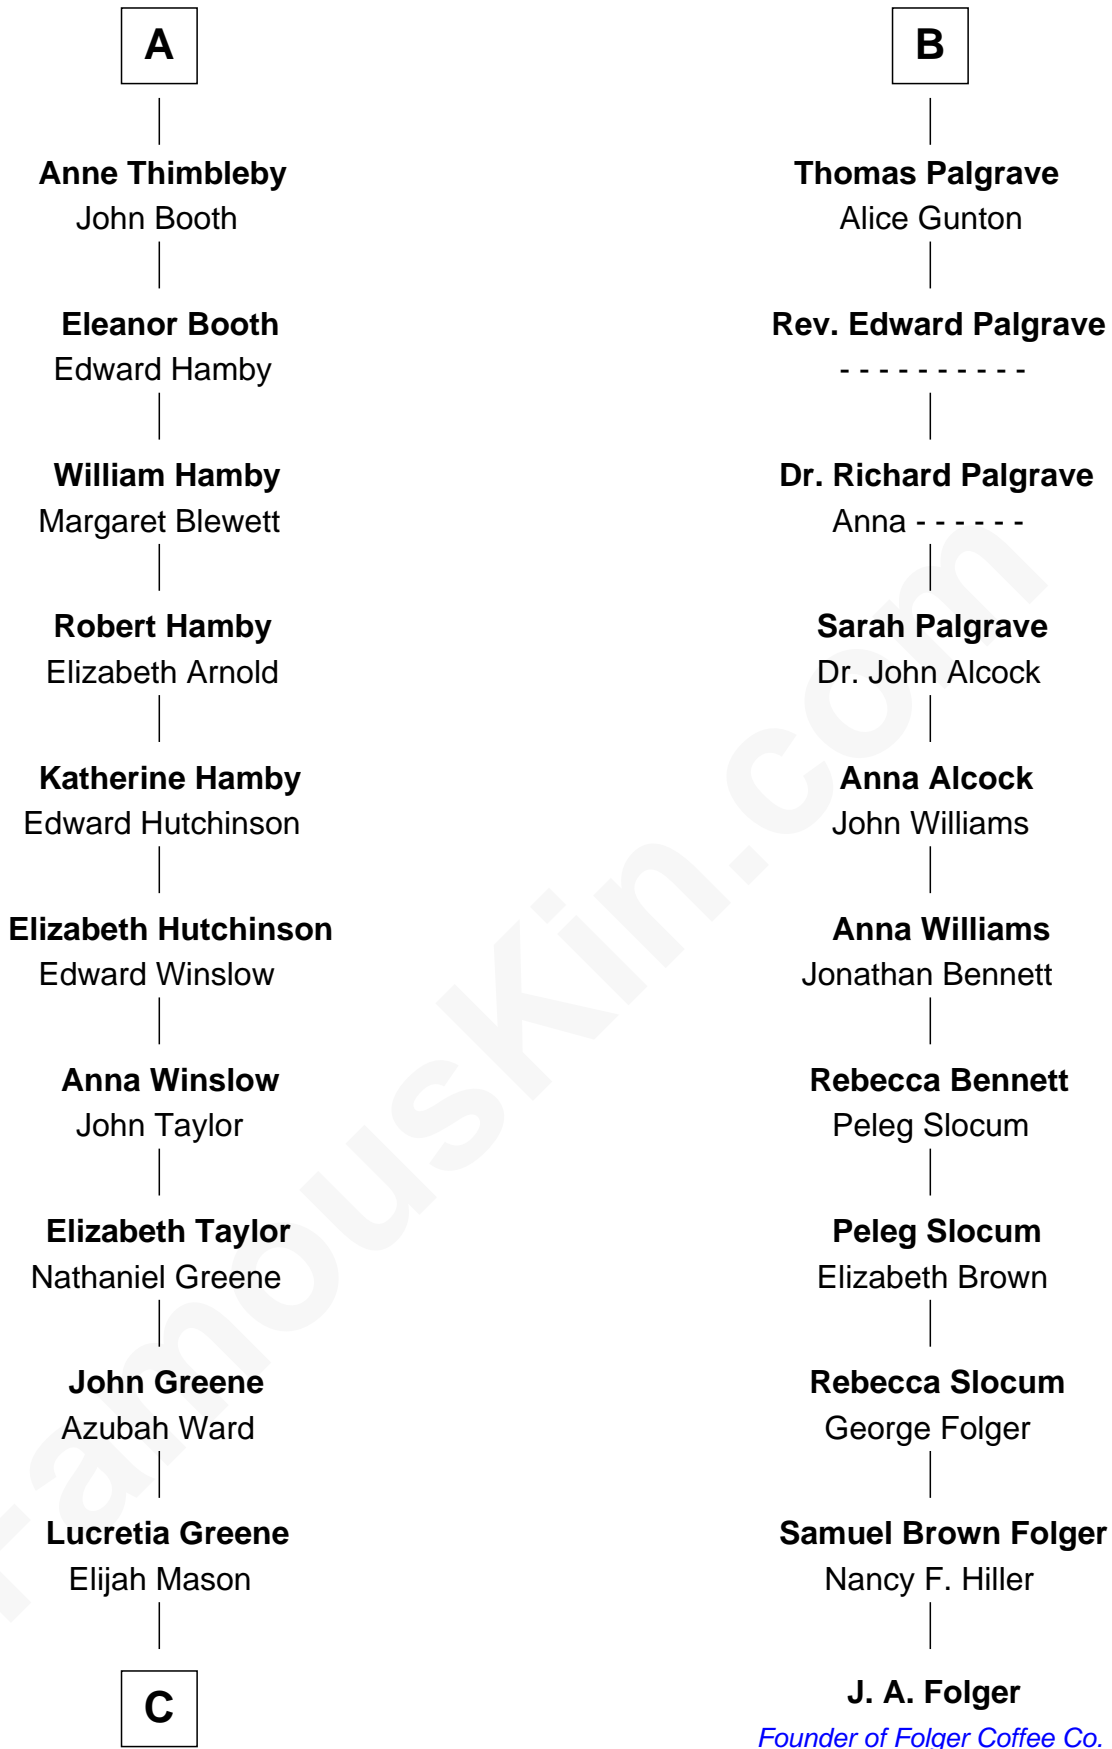 A
Anne Thimbleby
John Booth
Eleanor Booth
Edward Hamby
William Hamby
Margaret Blewett
Robert Hamby
Elizabeth Arnold
Katherine Hamby
Edward Hutchinson
Elizabeth Hutchinson
Edward Winslow
Anna Winslow
John Taylor
Elizabeth Taylor
Nathaniel Greene
John Greene
Azubah Ward
Lucretia Greene
Elijah Mason
C
B
Thomas Palgrave
Alice Gunton
Rev. Edward Palgrave
- - - - - - - - - -
Dr. Richard Palgrave
Anna - - - - - -
Sarah Palgrave
Dr. John Alcock
Anna Alcock
John Williams
Anna Williams
Jonathan Bennett
Rebecca Bennett
Peleg Slocum
Peleg Slocum
Elizabeth Brown
Rebecca Slocum
George Folger
Samuel Brown Folger
Nancy F. Hiller
J. A. Folger
Founder of Folger Coffee Co.
FamousKin.com